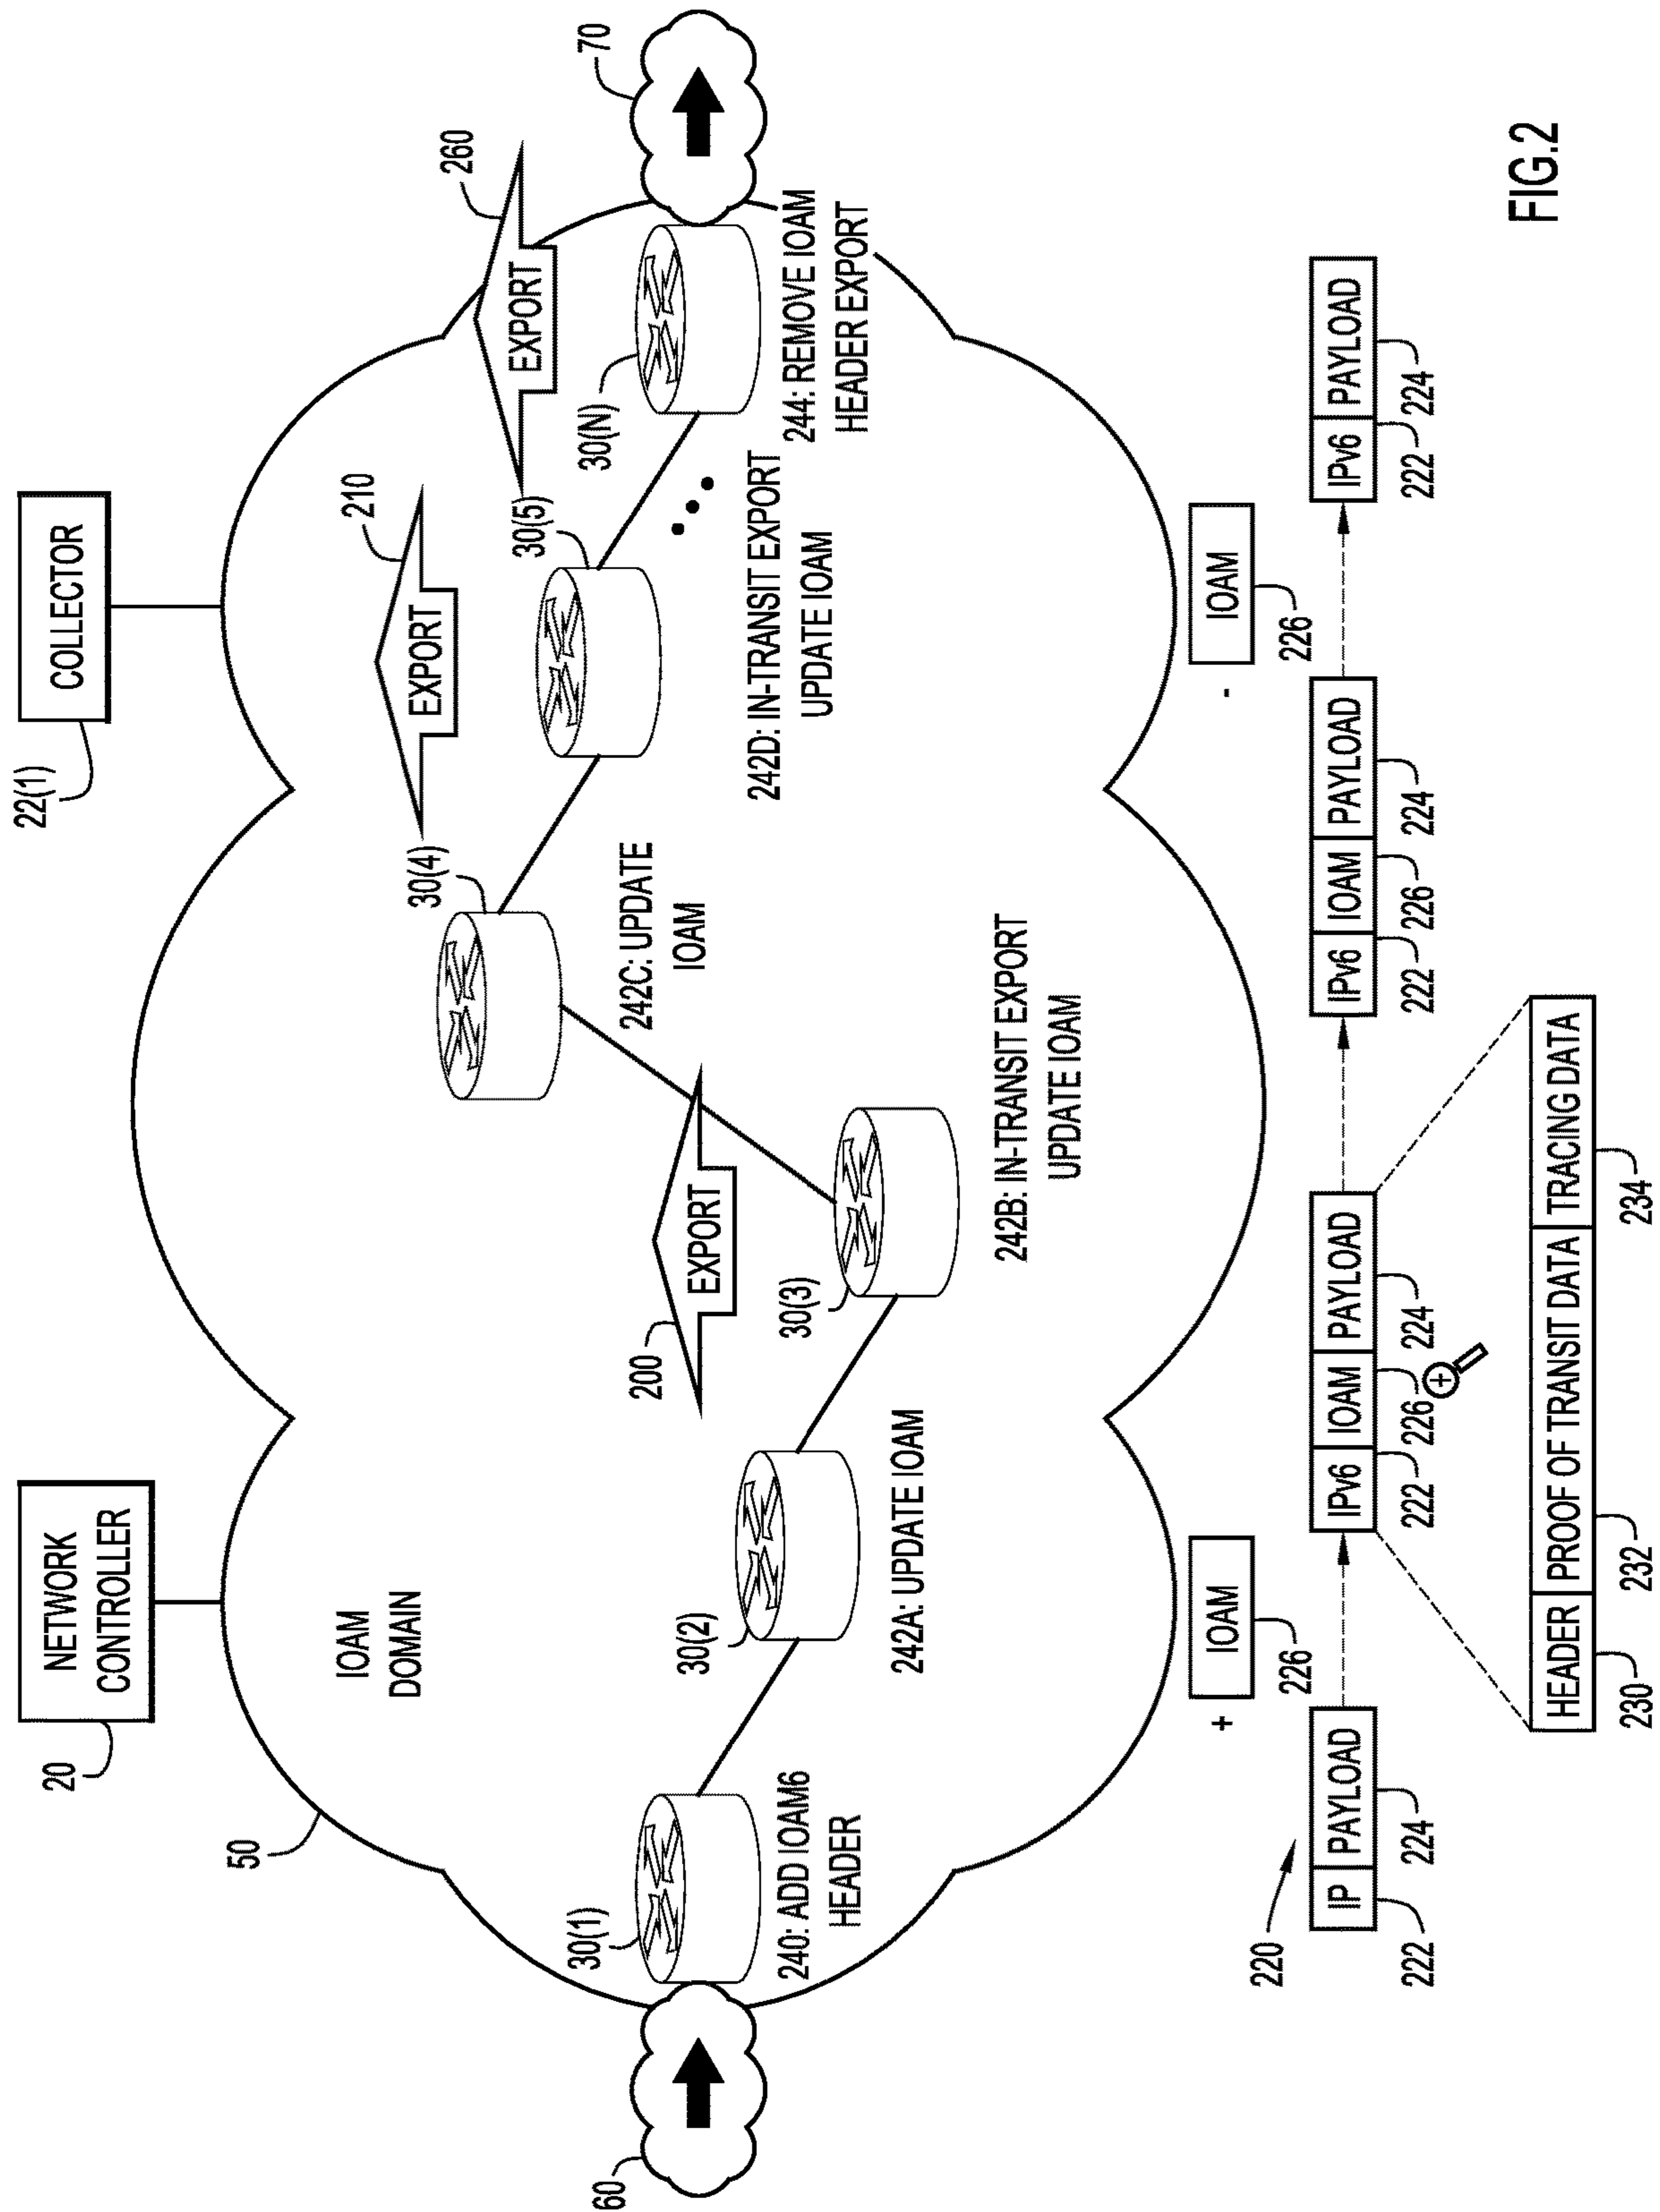 NETWORK
CONTROLLER
20
COLLECTOR
22(1)
50
IOAM
DOMAIN
60
30(1)
240: ADD IOAM6
HEADER
30(2)
242A: UPDATE IOAM
200
EXPORT
30(3)
242B: IN-TRANSIT EXPORT
UPDATE IOAM
30(4)
242C: UPDATE
IOAM
210
EXPORT
30(5)
242D: IN-TRANSIT EXPORT
UPDATE IOAM
260
EXPORT
30(N)
244: REMOVE IOAM
HEADER EXPORT
70
+
IOAM
226
-
IOAM
226
220
IP PAYLOAD
222 224
IPv6 IOAM PAYLOAD
222 226 224
IPv6 IOAM PAYLOAD
222 226 224
IPv6 PAYLOAD
222 224
HEADER PROOF OF TRANSIT DATA TRACING DATA
230 232 234
FIG.2